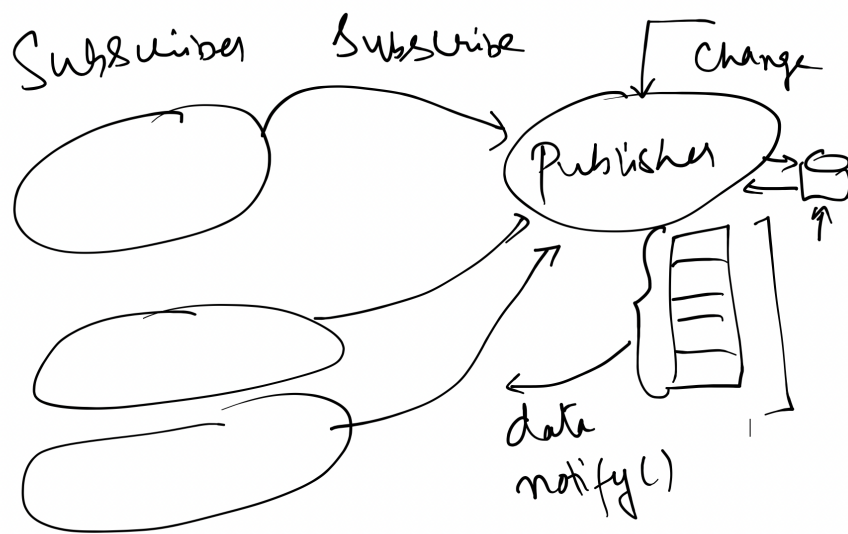 Subscriber
Subscribe
Change
Publisher
data
notify()